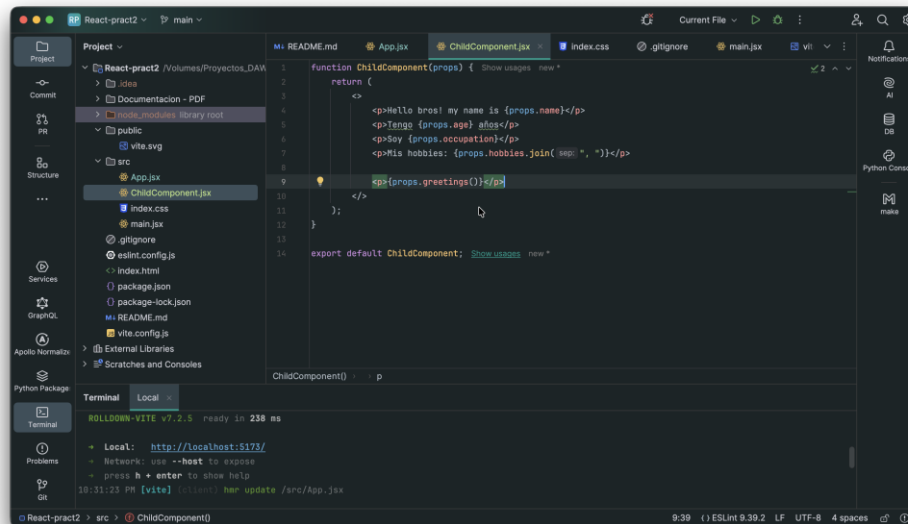 RP React-pract2 main Current File
Project
Commit
PR
Structure
Services
GraphQL
Apollo Normalize
Python Package
Terminal
Problems
Git
Project
React-pract2 /Volumes/Proyectos_DAW
.idea
Documentacion - PDF
node_modules library root
public
vite.svg
src
App.jsx
ChildComponent.jsx
index.css
main.jsx
.gitignore
eslint.config.js
index.html
package.json
package-lock.json
README.md
vite.config.js
External Libraries
Scratches and Consoles
README.md App.jsx ChildComponent.jsx index.css .gitignore main.jsx vi
1 function ChildComponent(props) { Show usages new *
2 return (
3 <>
4 <p>Hello bros! my name is {props.name}</p>
5 <p>Tengo {props.age} años</p>
6 <p>Soy {props.occupation}</p>
7 <p>Mis hobbies: {props.hobbies.join( sep: ", ")}</p>
8
9 <p>{props.greetings()}</p>
10 </>
11 );
12 }
13
14 export default ChildComponent; Show usages new *
2
ChildComponent() > p
Notifications
AI
DB
Python Conso
make
Terminal Local
ROLLDOWN-VITE v7.2.5 ready in 238 ms
➜ Local: http://localhost:5173/
➜ Network: use --host to expose
➜ press h + enter to show help
10:31:23 PM [vite] (client) hmr update /src/App.jsx
React-pract2 > src > ChildComponent() 9:39 {} ESLint 9.39.2 LF UTF-8 4 spaces